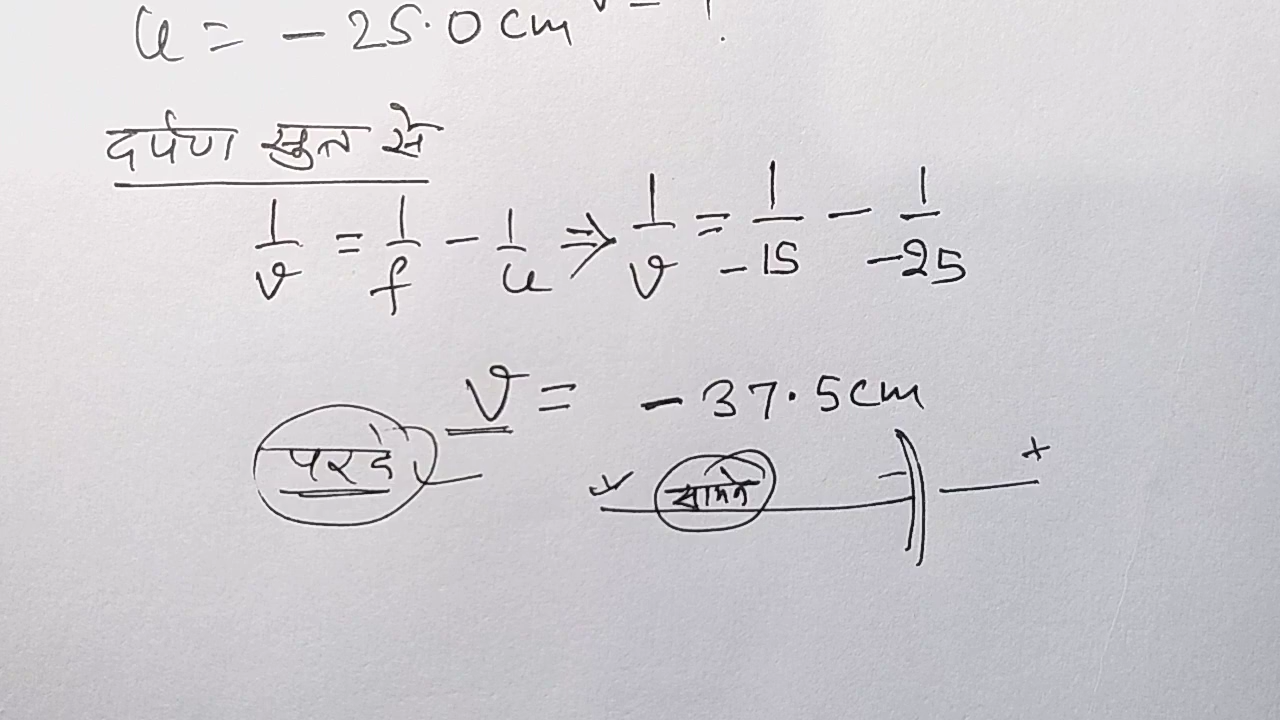 u = - 25.0 cm v = ?
दर्पण सुत्र से
1/v = 1/f - 1/u ⇒ 1/v = 1/-15 - 1/-25
v = - 37.5 cm
परदे
सामने
- +